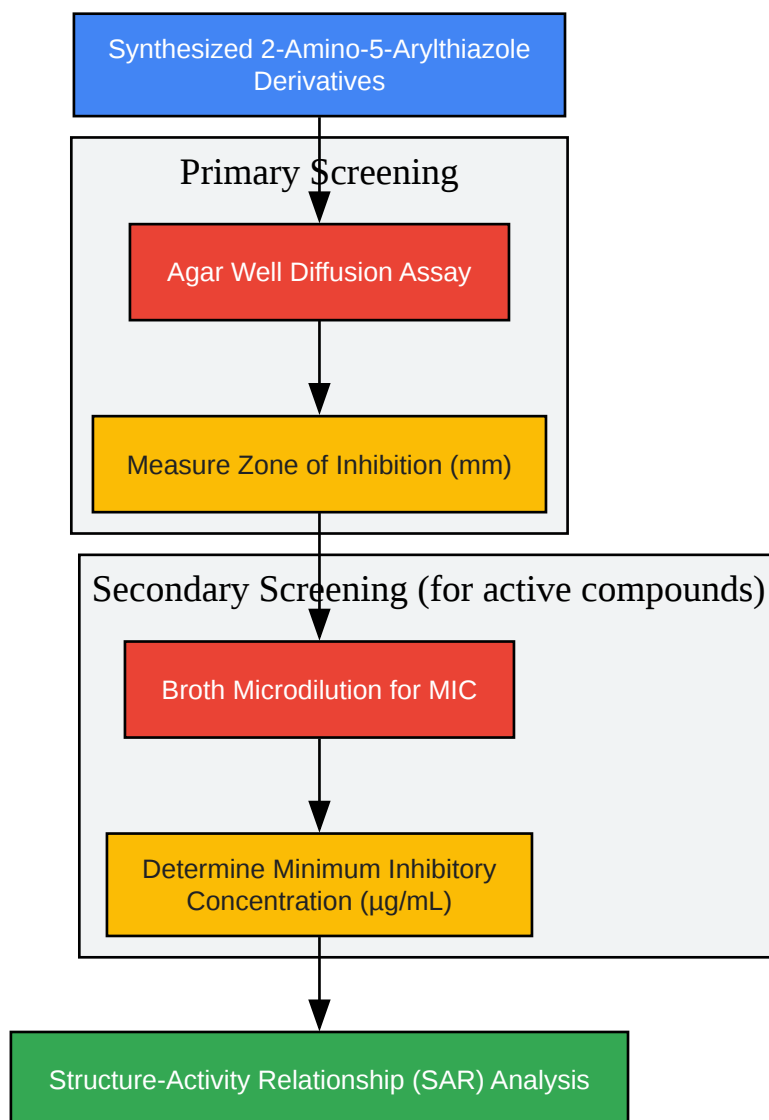 Synthesized 2-Amino-5-Arylthiazole
Derivatives
Primary Screening
Agar Well Diffusion Assay
Measure Zone of Inhibition (mm)
Secondary Screening (for active compounds)
Broth Microdilution for MIC
Determine Minimum Inhibitory
Concentration (µg/mL)
Structure-Activity Relationship (SAR) Analysis